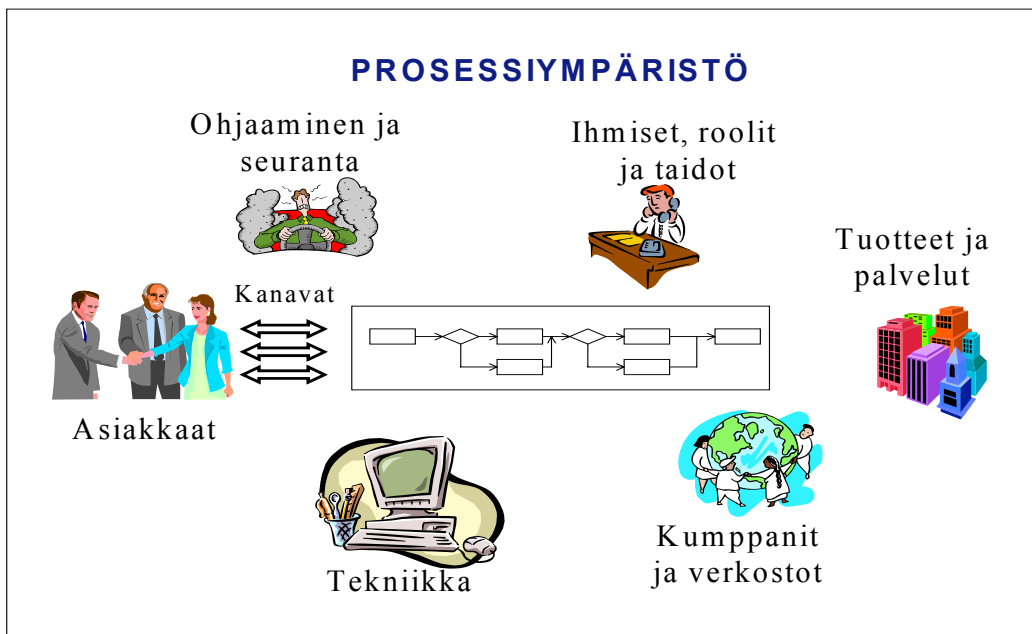 PROSESSIYMPÄRISTÖ
Ohjaaminen ja
seuranta
Ihmiset, roolit
ja taidot
Tuotteet ja
palvelut
Kanavat
Asiakkaat
Tekniikka
Kumppanit
ja verkostot